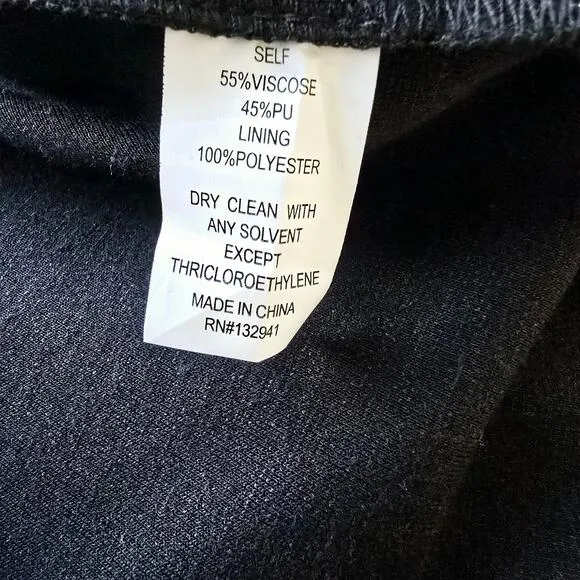 SELF
55%VISCOSE
45%PU
LINING
100%POLYESTER
DRY CLEAN WITH
ANY SOLVENT
EXCEPT
THRICLOROETHYLENE
MADE IN CHINA
RN#132941